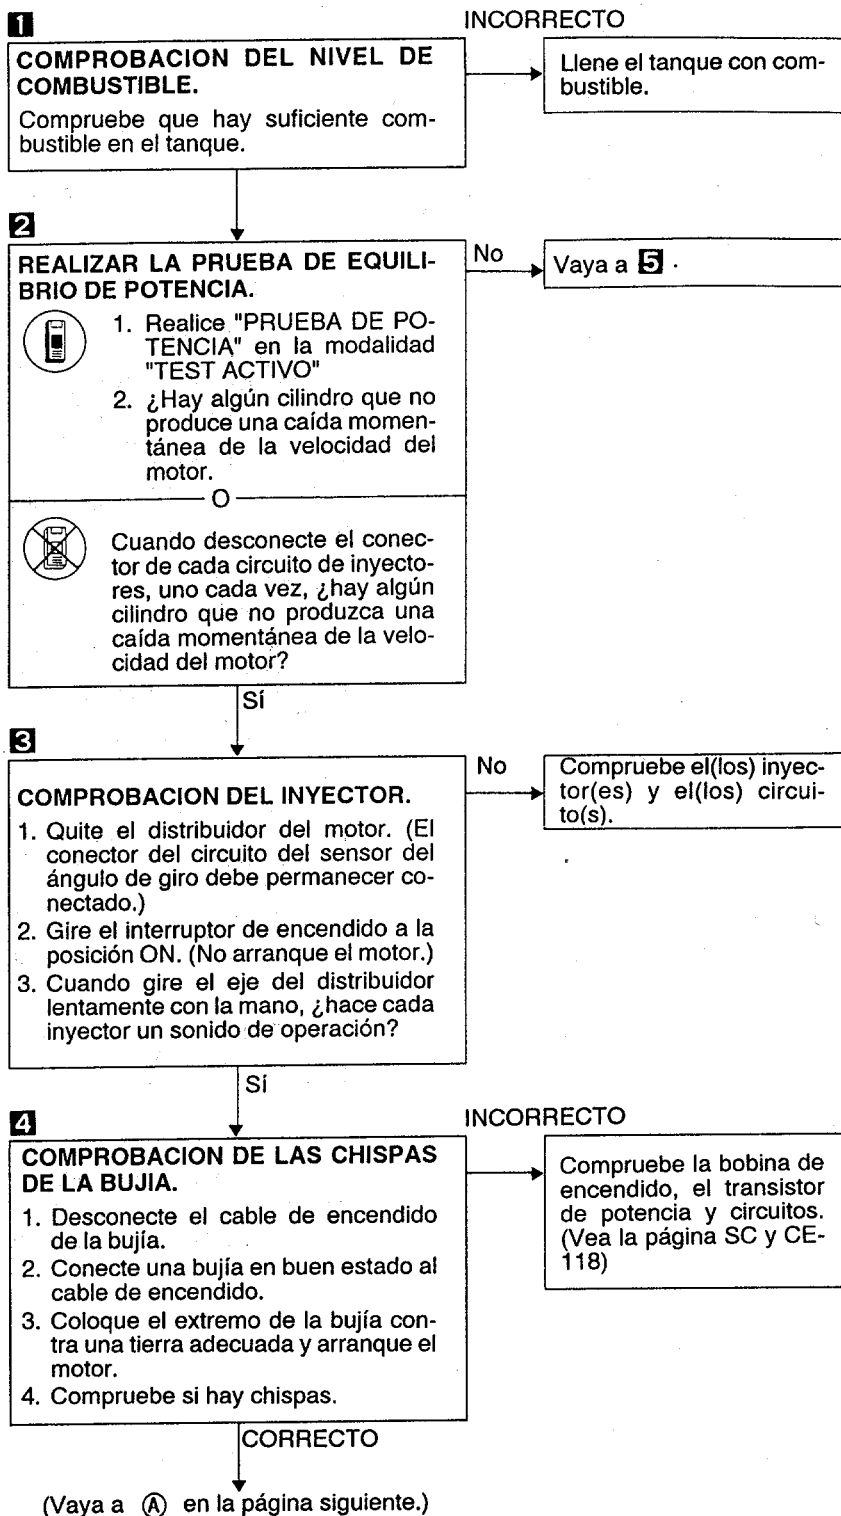 1
INCORRECTO
COMPROBACION DEL NIVEL DE
COMBUSTIBLE.
Compruebe que hay suficiente com-
bustible en el tanque.
Llene el tanque con com-
bustible.
2
REALIZAR LA PRUEBA DE EQUILI-
BRIO DE POTENCIA.
1. Realice "PRUEBA DE PO-
TENCIA" en la modalidad
"TEST ACTIVO"
2. ¿Hay algún cilindro que no
produce una caída momen-
tánea de la velocidad del
motor.
O
Cuando desconecte el conec-
tor de cada circuito de inyecto-
res, uno cada vez, ¿hay algún
cilindro que no produzca una
caída momentánea de la velo-
cidad del motor?
No
Vaya a 5 .
Sí
3
COMPROBACION DEL INYECTOR.
1. Quite el distribuidor del motor. (El
conector del circuito del sensor del
ángulo de giro debe permanecer co-
nectado.)
2. Gire el interruptor de encendido a la
posición ON. (No arranque el motor.)
3. Cuando gire el eje del distribuidor
lentamente con la mano, ¿hace cada
inyector un sonido de operación?
No
Compruebe el(los) inyec-
tor(es) y el(los) circui-
to(s).
Sí
4
INCORRECTO
COMPROBACION DE LAS CHISPAS
DE LA BUJIA.
1. Desconecte el cable de encendido
de la bujía.
2. Conecte una bujía en buen estado al
cable de encendido.
3. Coloque el extremo de la bujía con-
tra una tierra adecuada y arranque el
motor.
4. Compruebe si hay chispas.
Compruebe la bobina de
encendido, el transistor
de potencia y circuitos.
(Vea la página SC y CE-
118)
CORRECTO
(Vaya a Ⓐ en la página siguiente.)